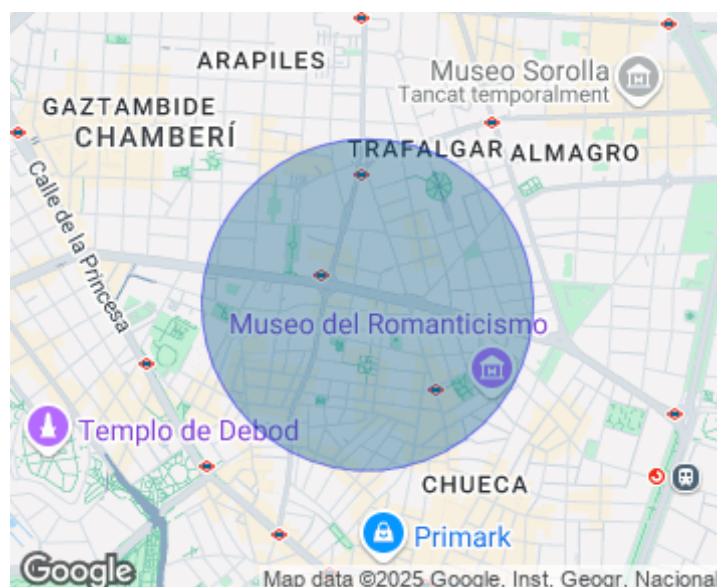 ARAPILES
Museo Sorolla
Tancat temporalment
GAZTAMBIDE
CHAMBERÍ
TRAFALGAR
ALMAGRO
Calle de la Princesa
Museo del Romanticismo
Templo de Debod
CHUECA
Primark
Google
Map data ©2025 Google, Inst. Geogr. Nacional